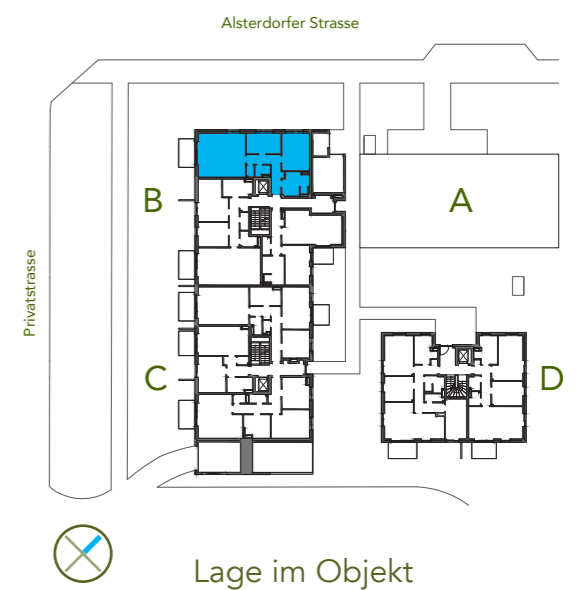 Alsterdorfer Strasse
B
A
Privatstrasse
C
D
Lage im Objekt